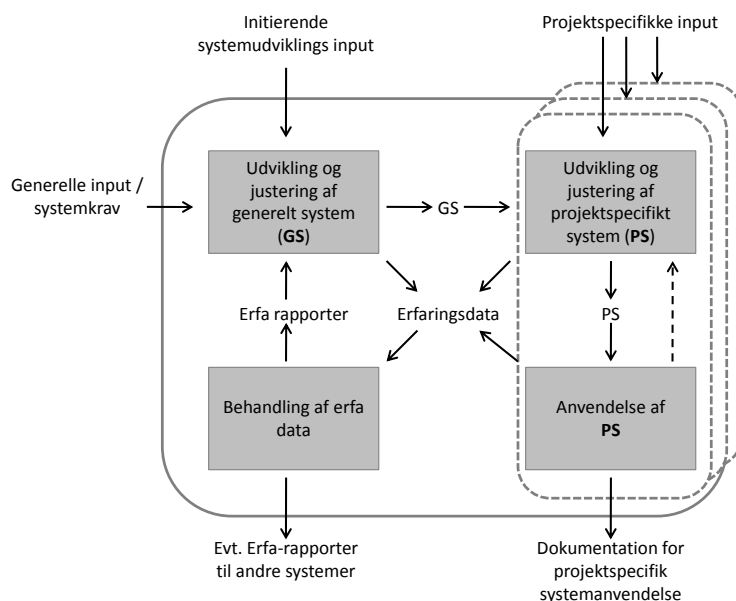 Initierende
systemudviklings input
Projektspecifikke input
Generelle input /
systemkrav
Udvikling og
justering af
generelt system
(GS)
GS
Udvikling og
justering af
projektspecifikt
system (PS)
Erfa rapporter
Erfaringsdata
PS
Behandling af erfa
data
Anvendelse af
PS
Evt. Erfa-rapporter
til andre systemer
Dokumentation for
projektspecifik
systemanvendelse